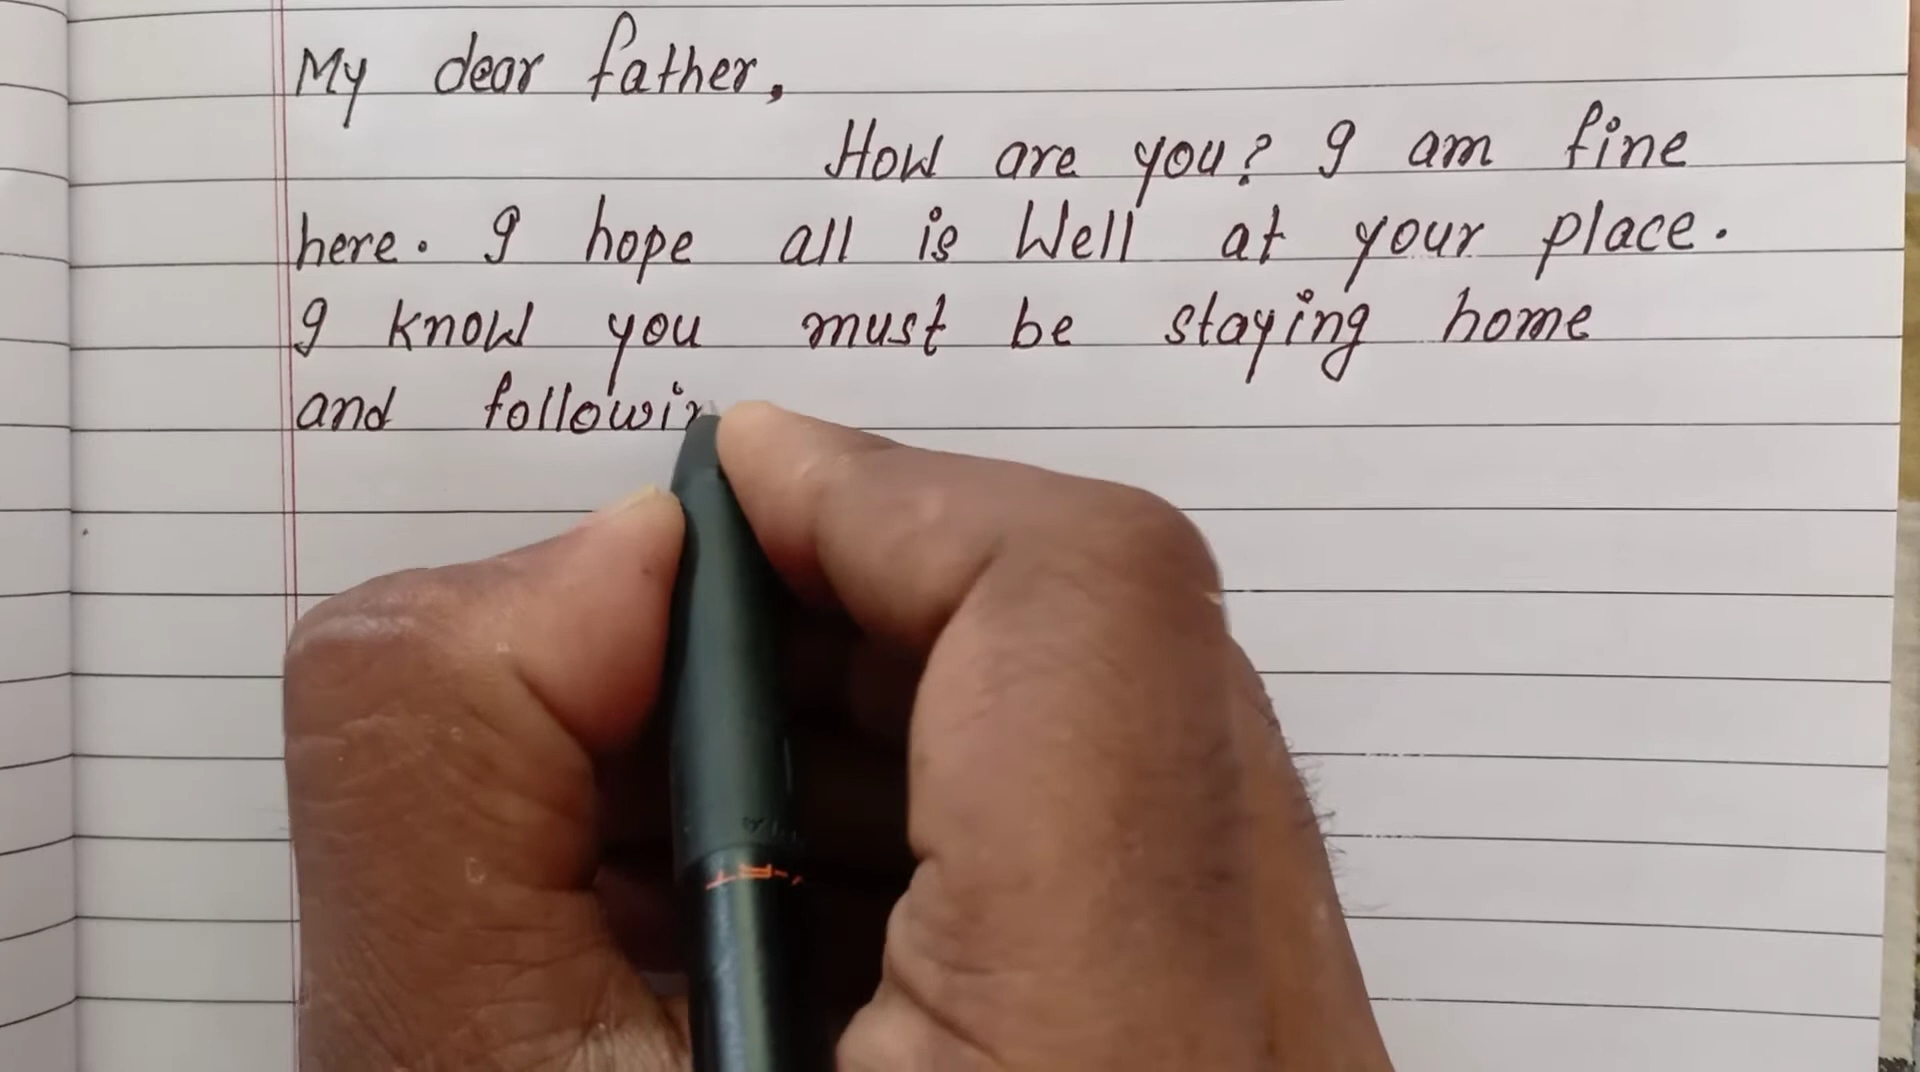 My dear father,
How are you? I am fine
here. I hope all is well at your place.
I know you must be staying home
and followin